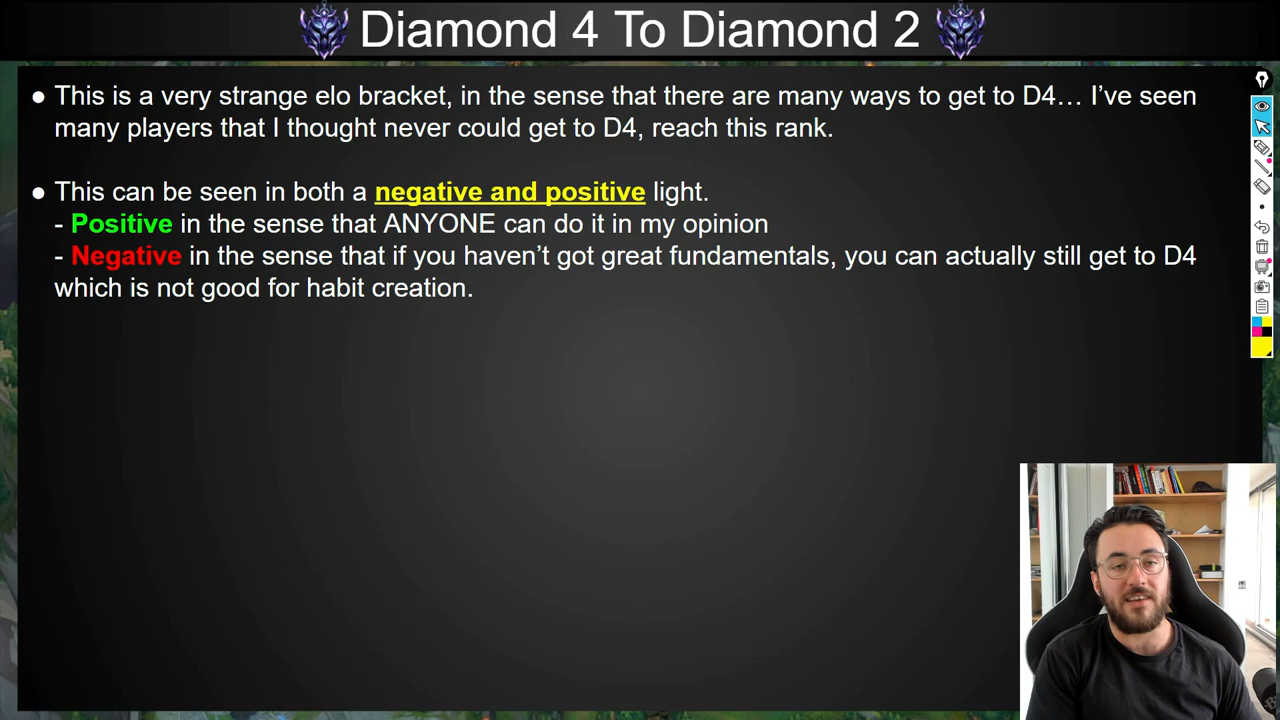 Diamond 4 To Diamond 2
● This is a very strange elo bracket, in the sense that there are many ways to get to D4… I’ve seen
many players that I thought never could get to D4, reach this rank.
● This can be seen in both a negative and positive light.
- Positive in the sense that ANYONE can do it in my opinion
- Negative in the sense that if you haven’t got great fundamentals, you can actually still get to D4
which is not good for habit creation.